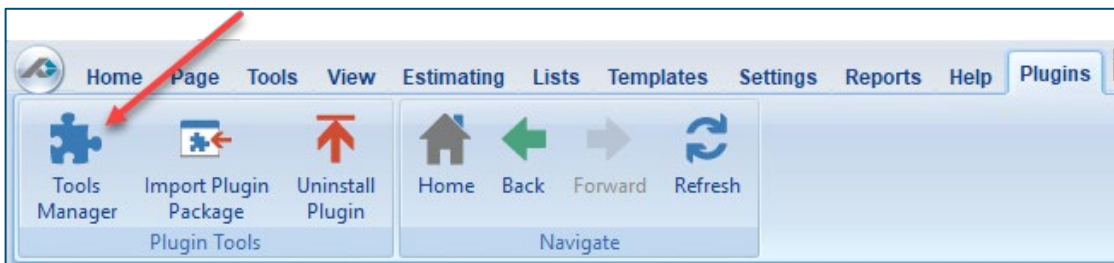 Home Page Tools View Estimating Lists Templates Settings Reports Help Plugins
Tools Import Plugin Uninstall Home Back Forward Refresh
Manager Package Plugin
Plugin Tools Navigate